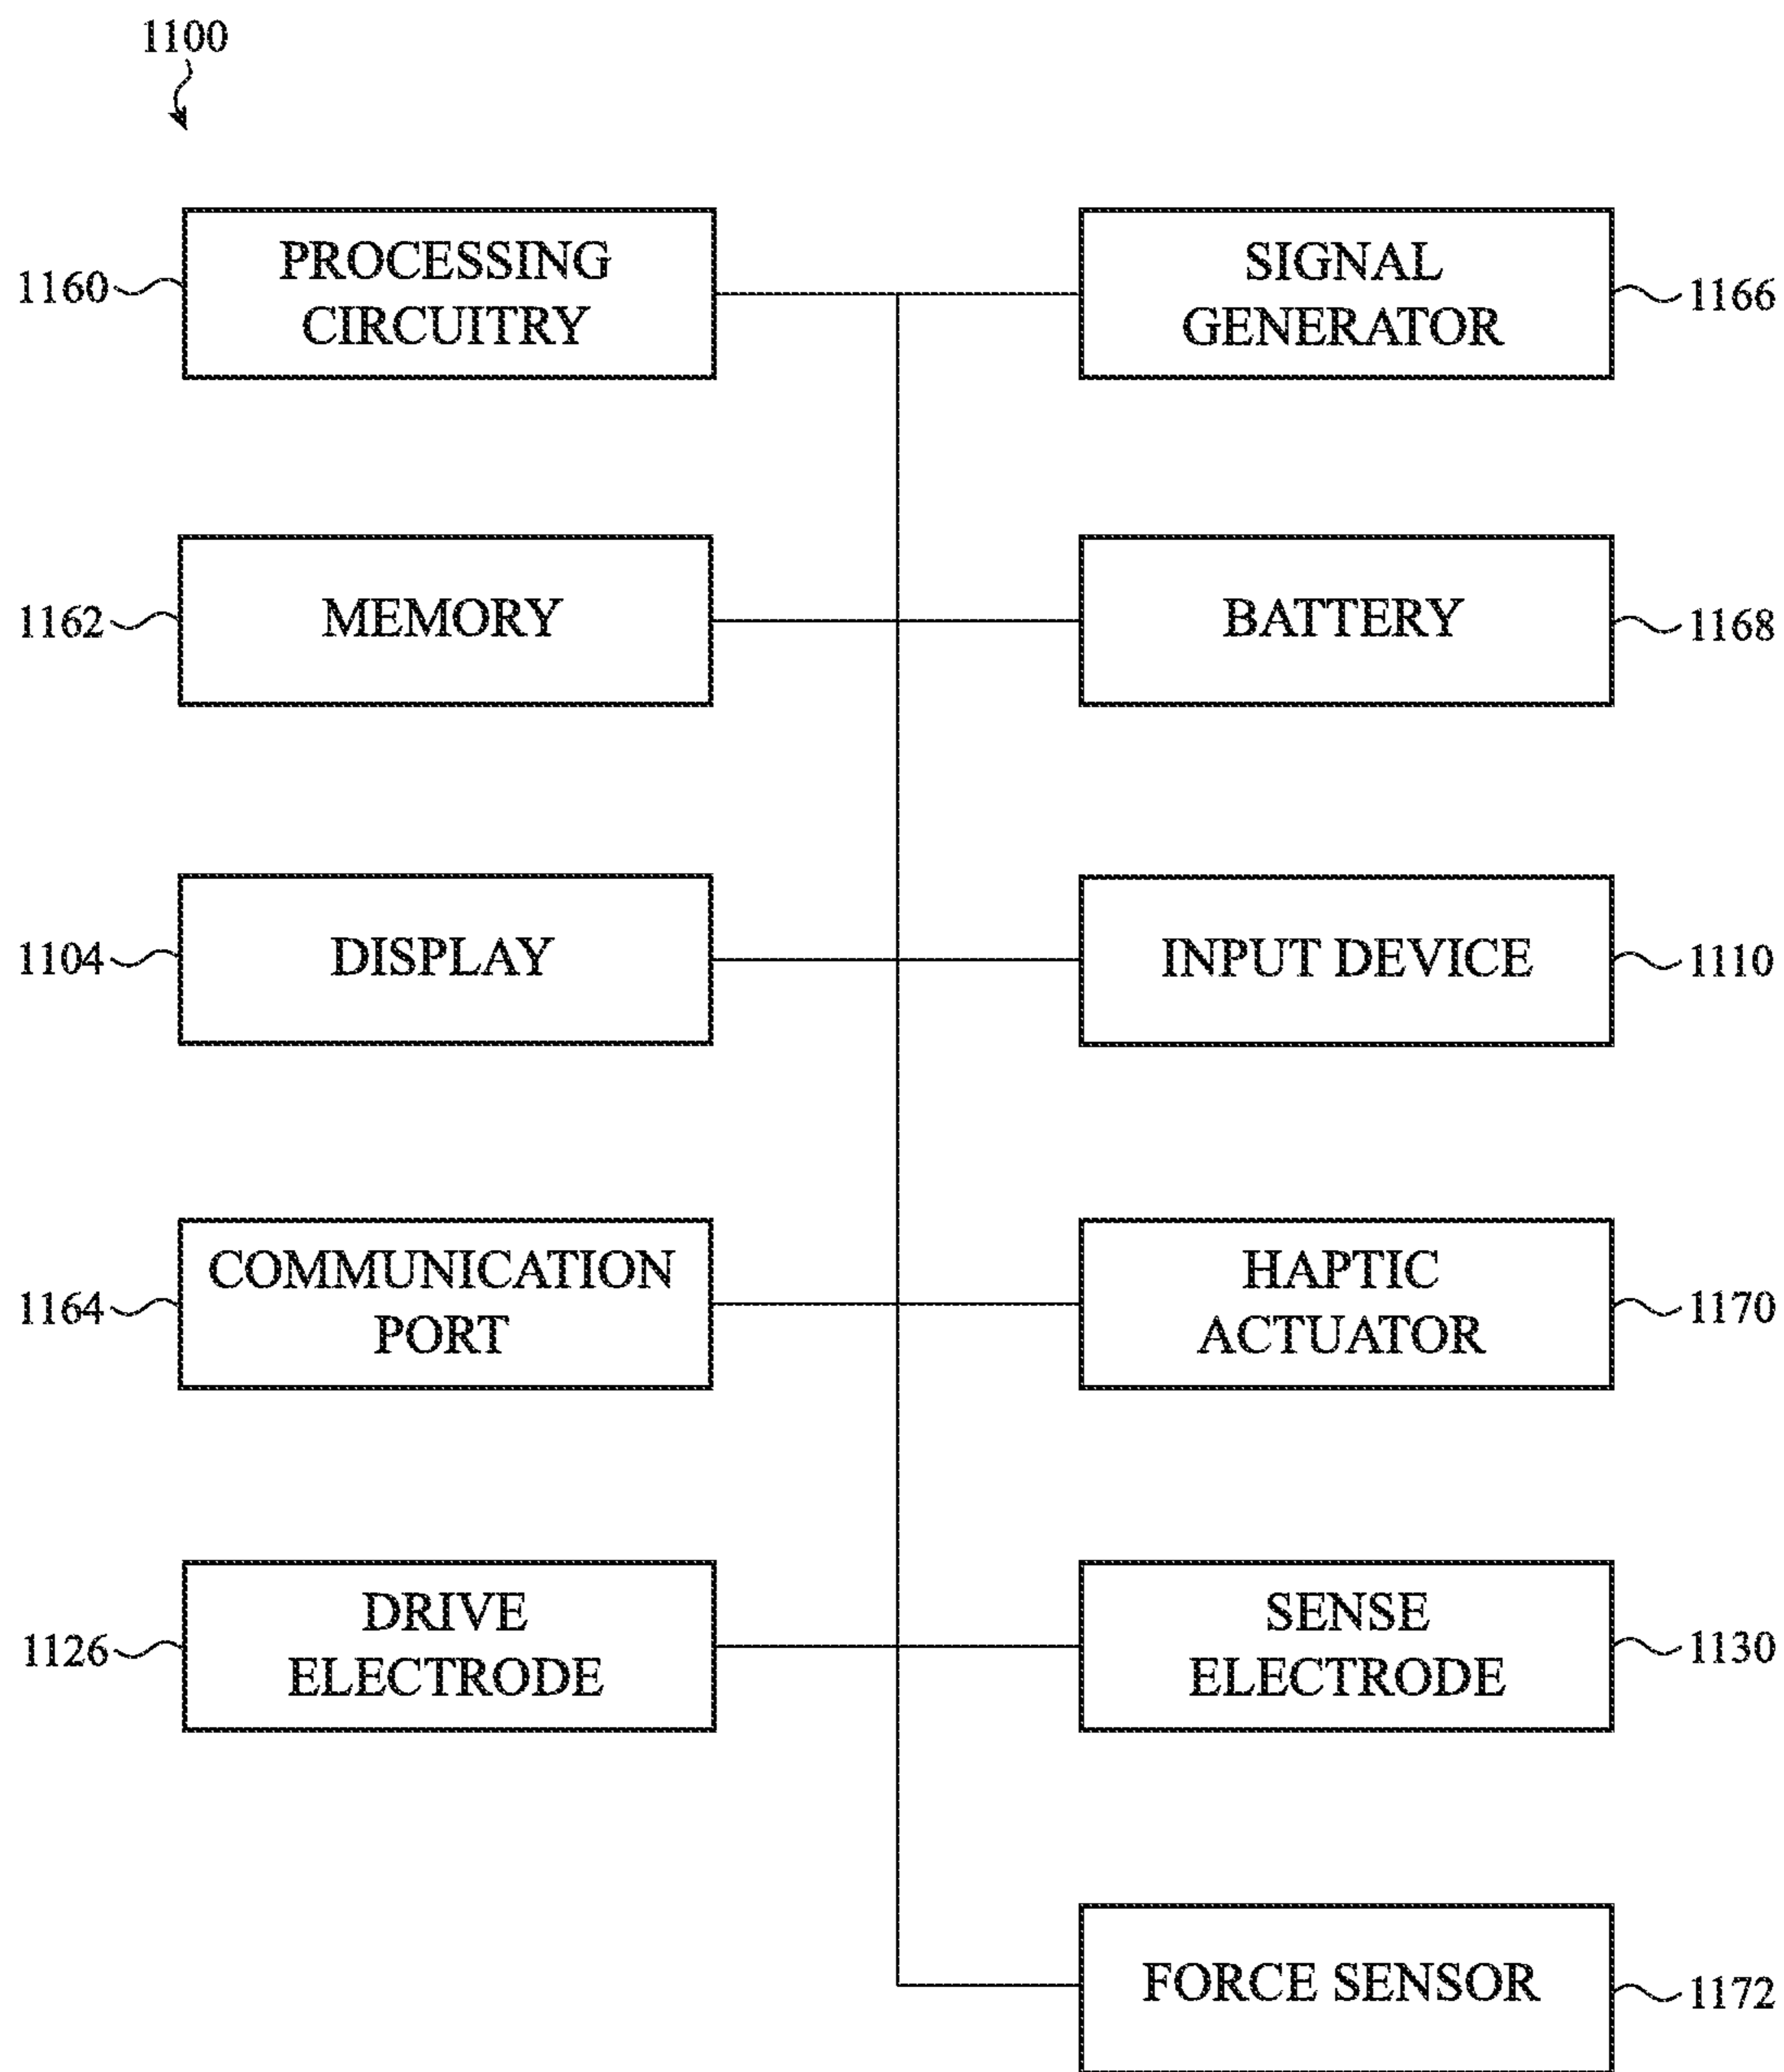 1100
1160
PROCESSING
CIRCUITRY
SIGNAL
GENERATOR
1166
1162
MEMORY
BATTERY
1168
1104
DISPLAY
INPUT DEVICE
1110
1164
COMMUNICATION
PORT
HAPTIC
ACTUATOR
1170
1126
DRIVE
ELECTRODE
SENSE
ELECTRODE
1130
FORCE SENSOR
1172